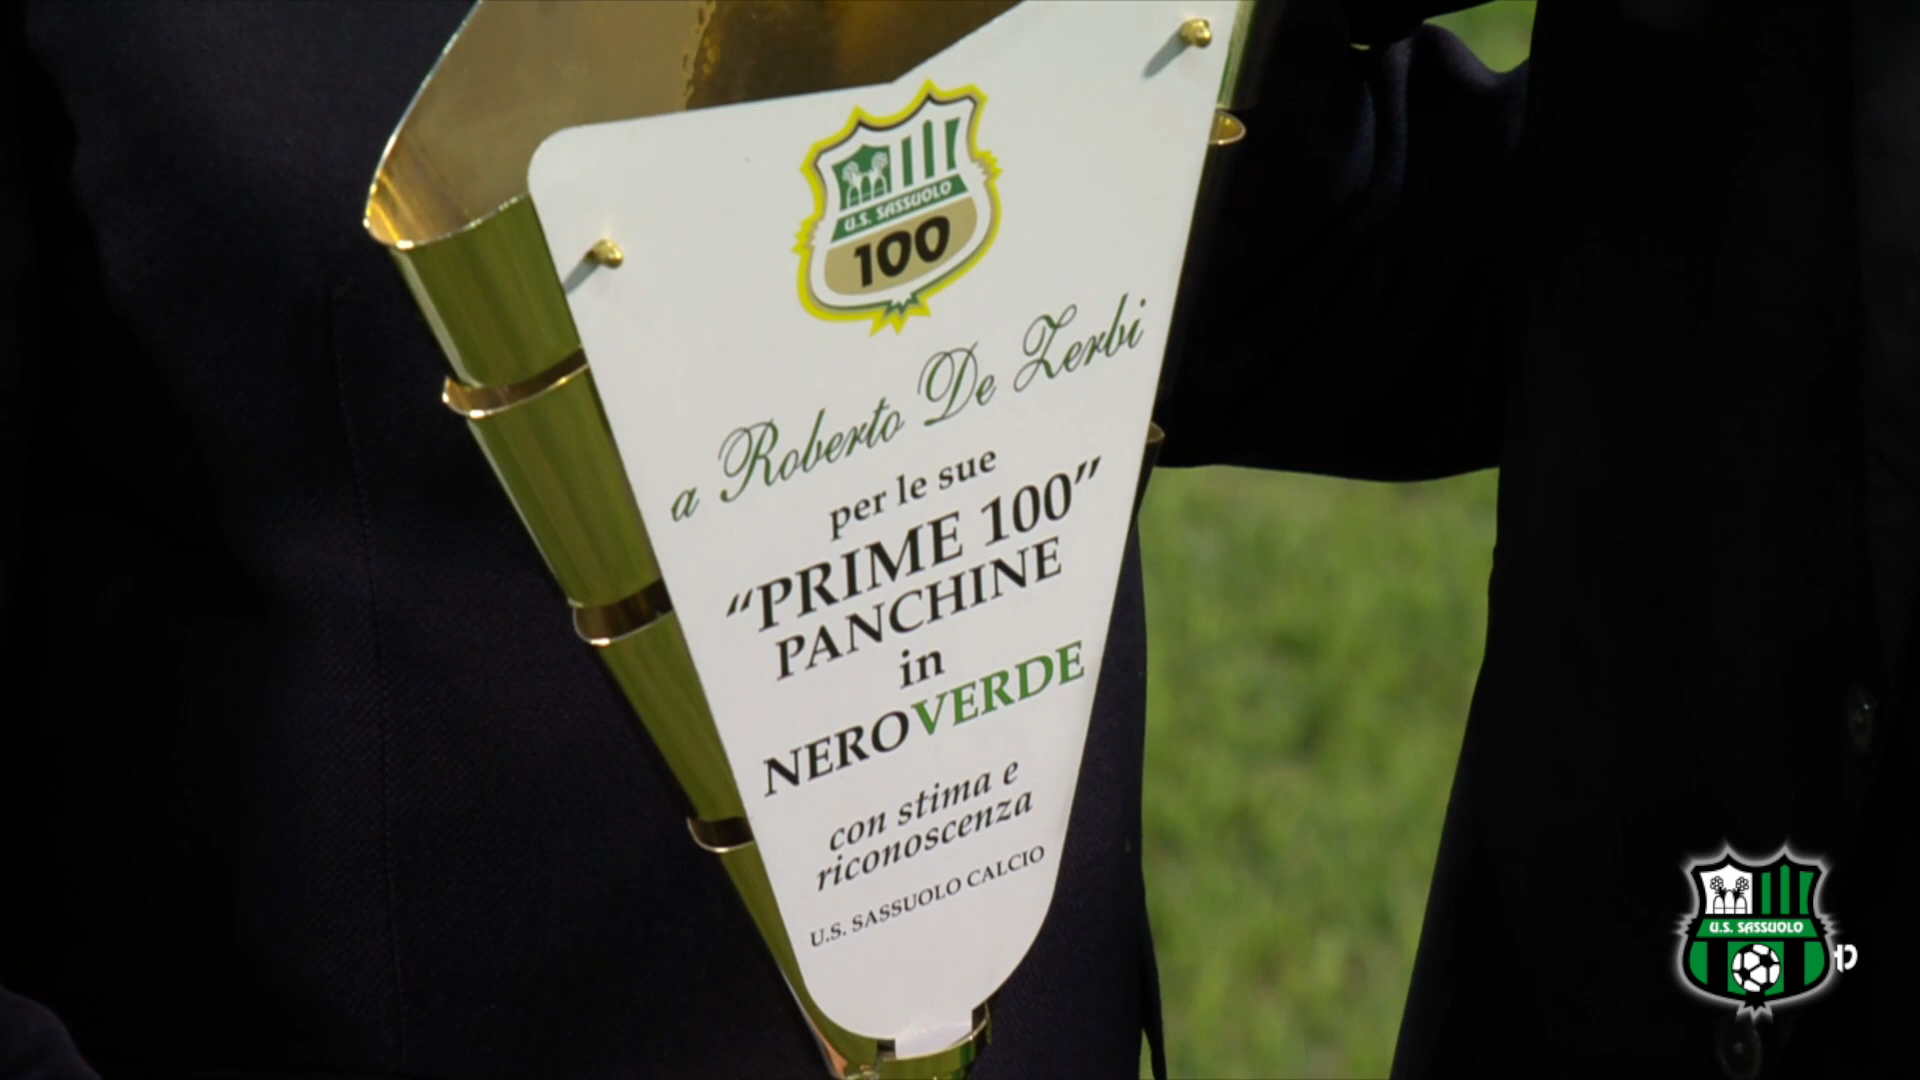 U.S. SASSUOLO
100
a Roberto De Zerbi
per le sue
“PRIME 100”
PANCHINE
in
NEROVERDE
con stima e
riconoscenza
U.S. SASSUOLO CALCIO
U.S. SASSUOLO